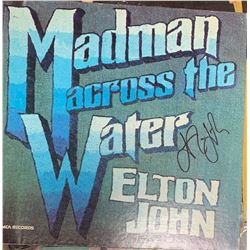 Madman
across the
Water
ELTON
JOHN
MCA RECORDS